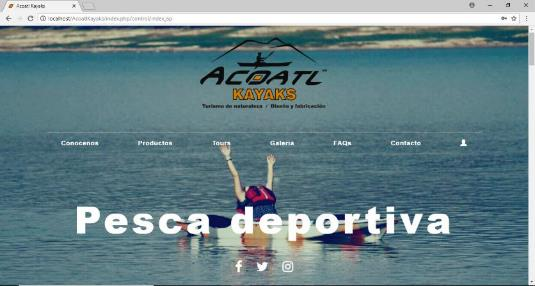 Acoatl Kayaks
localhost/AcoatlKayaks/index.php/control/index_sp
ACOATL™
KAYAKS
Turismo de naturaleza / Diseño y fabricación
Conocenos Productos Tours Galeria FAQs Contacto
Pesca deportiva